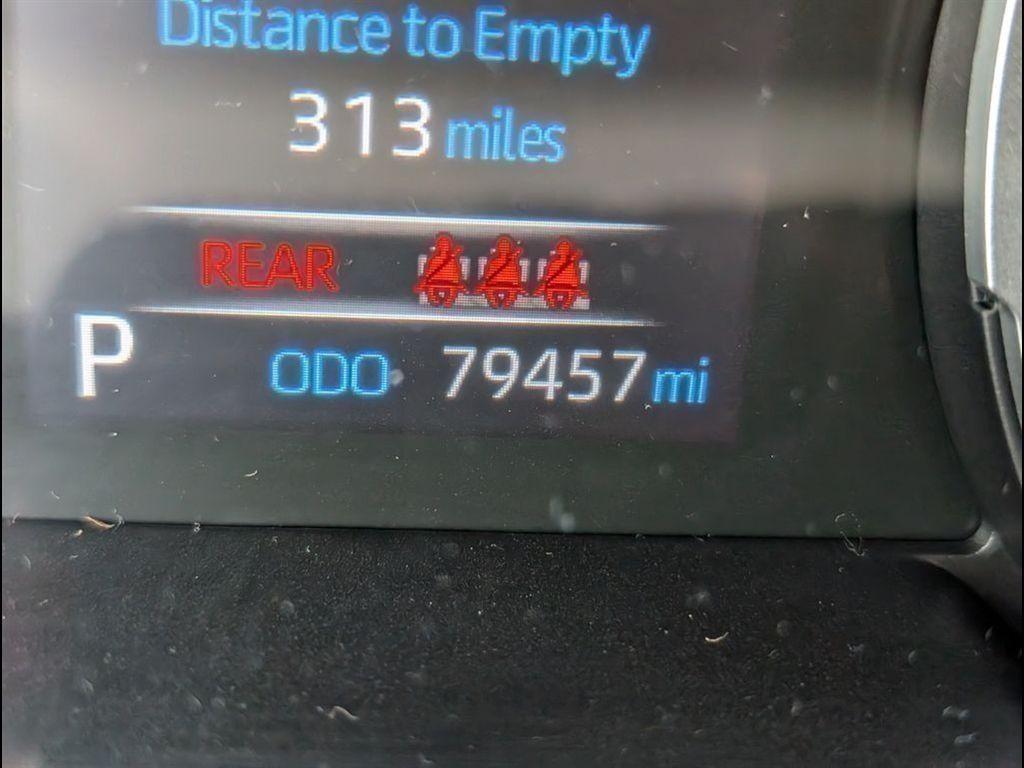 Distance to Empty
313 miles
REAR
P ODO 79457 mi